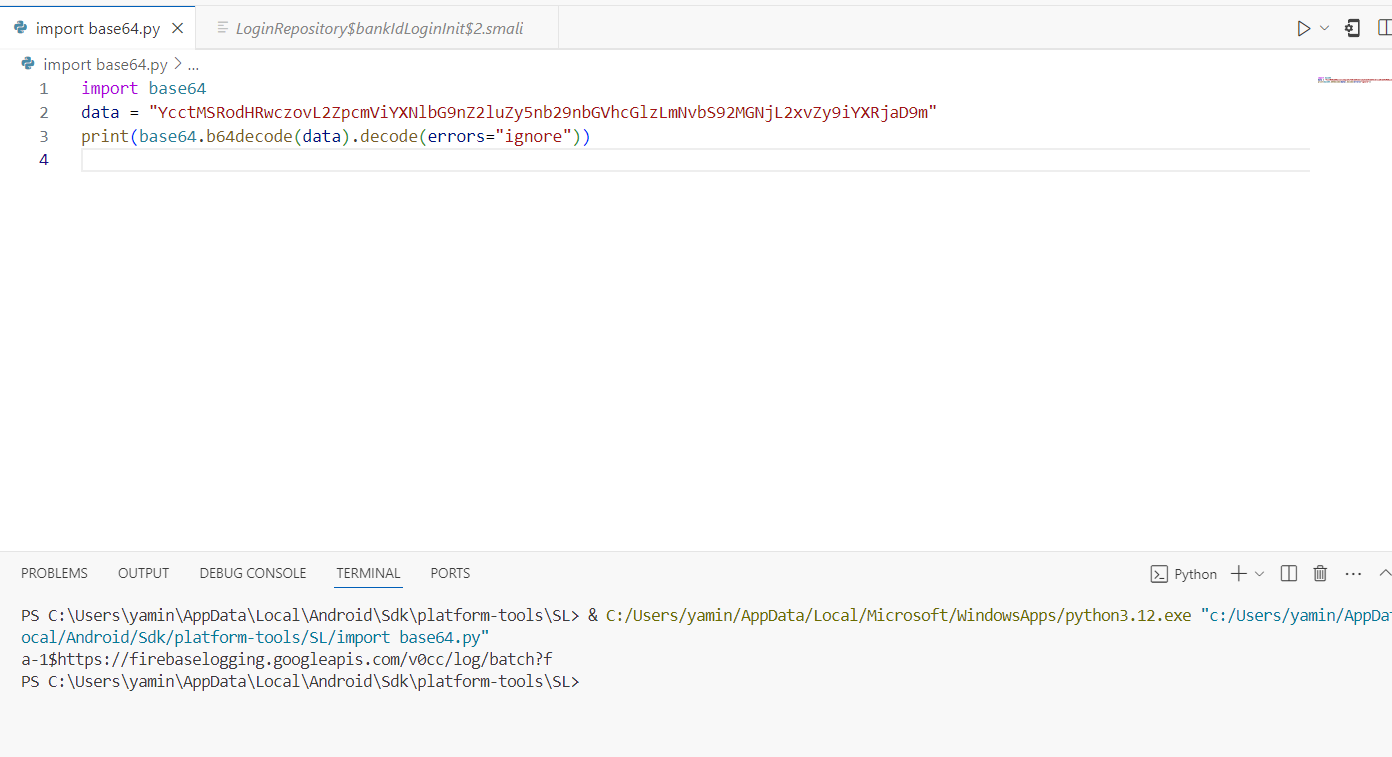 import base64.py
LoginRepository$bankIdLoginInit$2.smali
import base64.py > ...
1 import base64
2 data = "YcctMSRodHRwczovL2ZpcmViYXNlbG9nZ2luZy5nb29nbGVhcGlzLmNvbS92MGNjL2xvZy9iYXRjaD9m"
3 print(base64.b64decode(data).decode(errors="ignore"))
4
PROBLEMS OUTPUT DEBUG CONSOLE TERMINAL PORTS
Python
PS C:\Users\yamin\AppData\Local\Android\Sdk\platform-tools\SL> & C:/Users/yamin/AppData/Local/Microsoft/WindowsApps/python3.12.exe "c:/Users/yamin/AppDat
ocal/Android/Sdk/platform-tools/SL/import base64.py"
a-1$https://firebaselogging.googleapis.com/v0cc/log/batch?f
PS C:\Users\yamin\AppData\Local\Android\Sdk\platform-tools\SL>